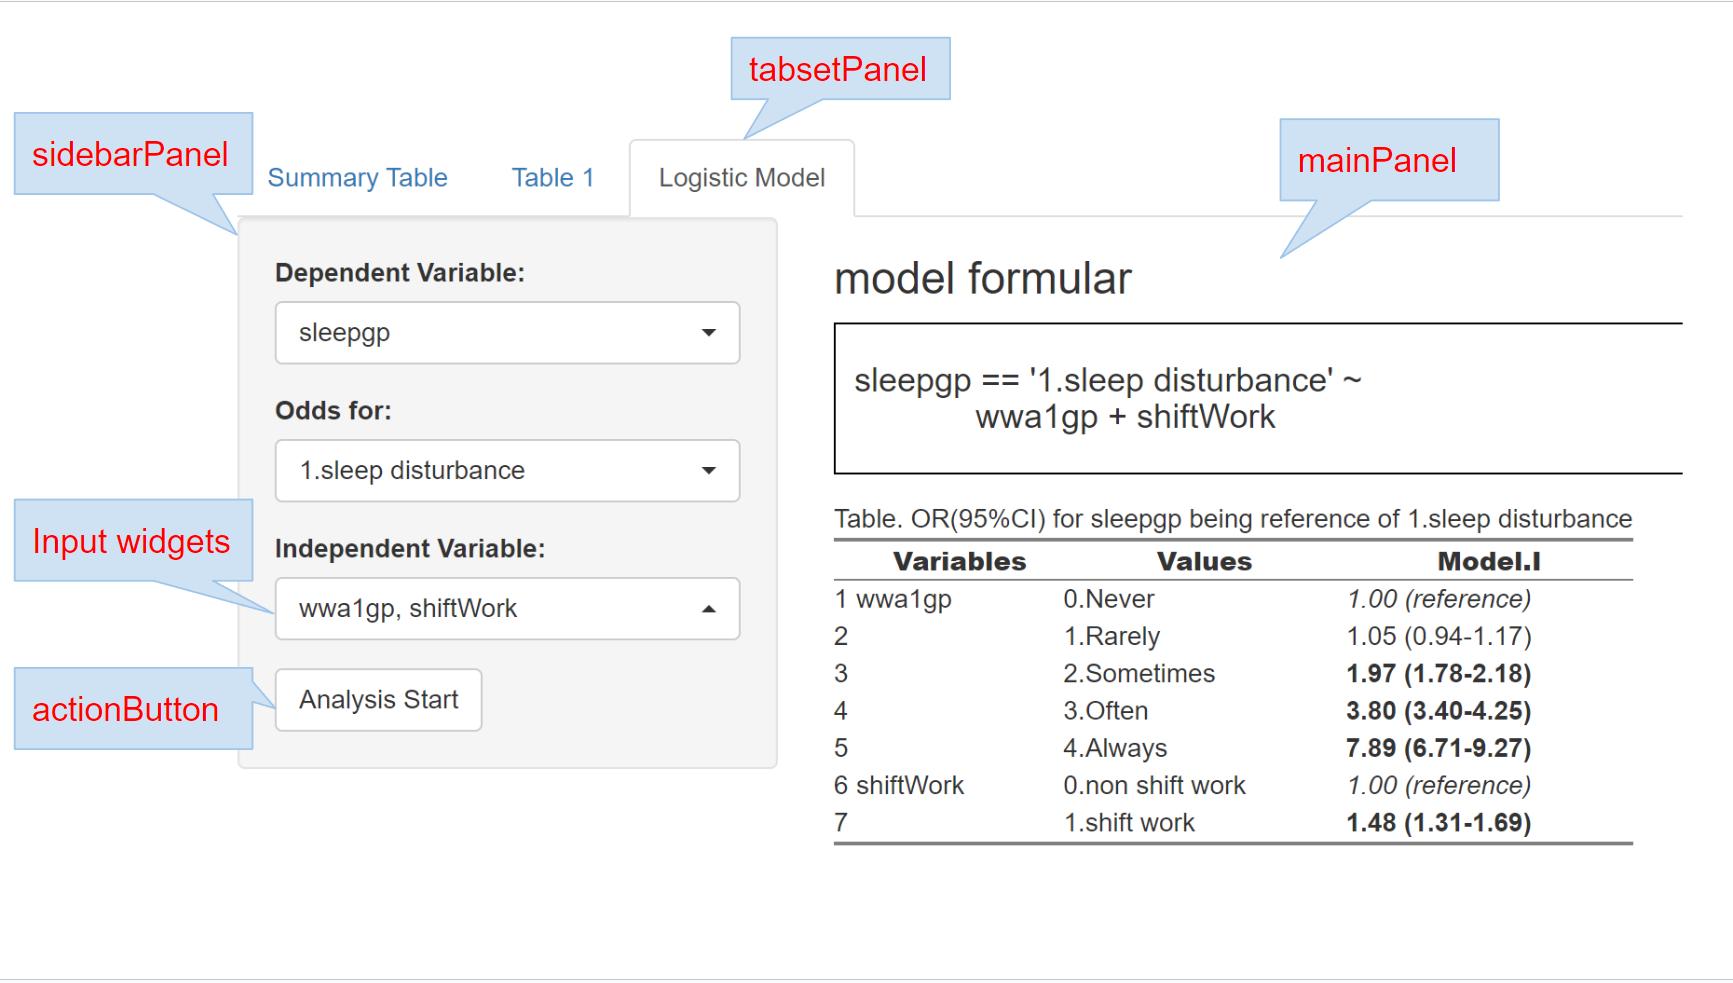 tabsetPanel
sidebarPanel
mainPanel
Summary Table
Table 1
Logistic Model
Dependent Variable:
sleepgp
Odds for:
1.sleep disturbance
Input widgets
Independent Variable:
wwa1gp, shiftWork
actionButton
Analysis Start
model formular
sleepgp == '1.sleep disturbance' ~
wwa1gp + shiftWork
Table. OR(95%CI) for sleepgp being reference of 1.sleep disturbance
Variables Values Model.I
1 wwa1gp 0.Never 1.00 (reference)
2 1.Rarely 1.05 (0.94-1.17)
3 2.Sometimes 1.97 (1.78-2.18)
4 3.Often 3.80 (3.40-4.25)
5 4.Always 7.89 (6.71-9.27)
6 shiftWork 0.non shift work 1.00 (reference)
7 1.shift work 1.48 (1.31-1.69)